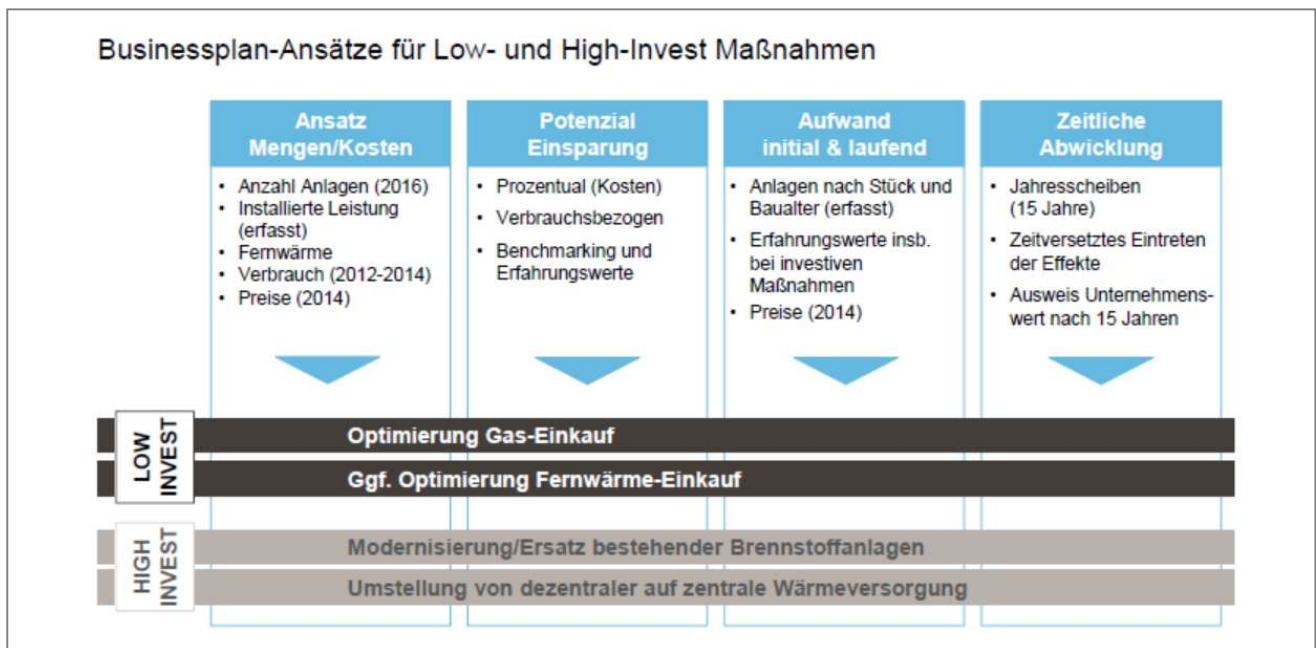 Businessplan-Ansätze für Low- und High-Invest Maßnahmen
Ansatz
Mengen/Kosten
• Anzahl Anlagen (2016)
• Installierte Leistung
(erfasst)
• Fernwärme
• Verbrauch (2012-2014)
• Preise (2014)
Potenzial
Einsparung
• Prozentual (Kosten)
• Verbrauchsbezogen
• Benchmarking und
Erfahrungswerte
Aufwand
initial & laufend
• Anlagen nach Stück und
Baualter (erfasst)
• Erfahrungswerte insb.
bei investiven
Maßnahmen
• Preise (2014)
Zeitliche
Abwicklung
• Jahresscheiben
(15 Jahre)
• Zeitversetztes Eintreten
der Effekte
• Ausweis Unternehmens-
wert nach 15 Jahren
LOW
INVEST
Optimierung Gas-Einkauf
Ggf. Optimierung Fernwärme-Einkauf
HIGH
INVEST
Modernisierung/Ersatz bestehender Brennstoffanlagen
Umstellung von dezentraler auf zentrale Wärmeversorgung